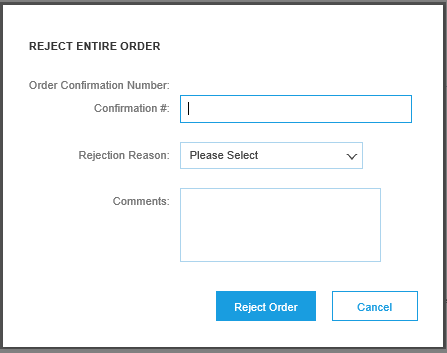 REJECT ENTIRE ORDER
Order Confirmation Number:
Confirmation #:
Rejection Reason: Please Select
Comments:
Reject Order Cancel